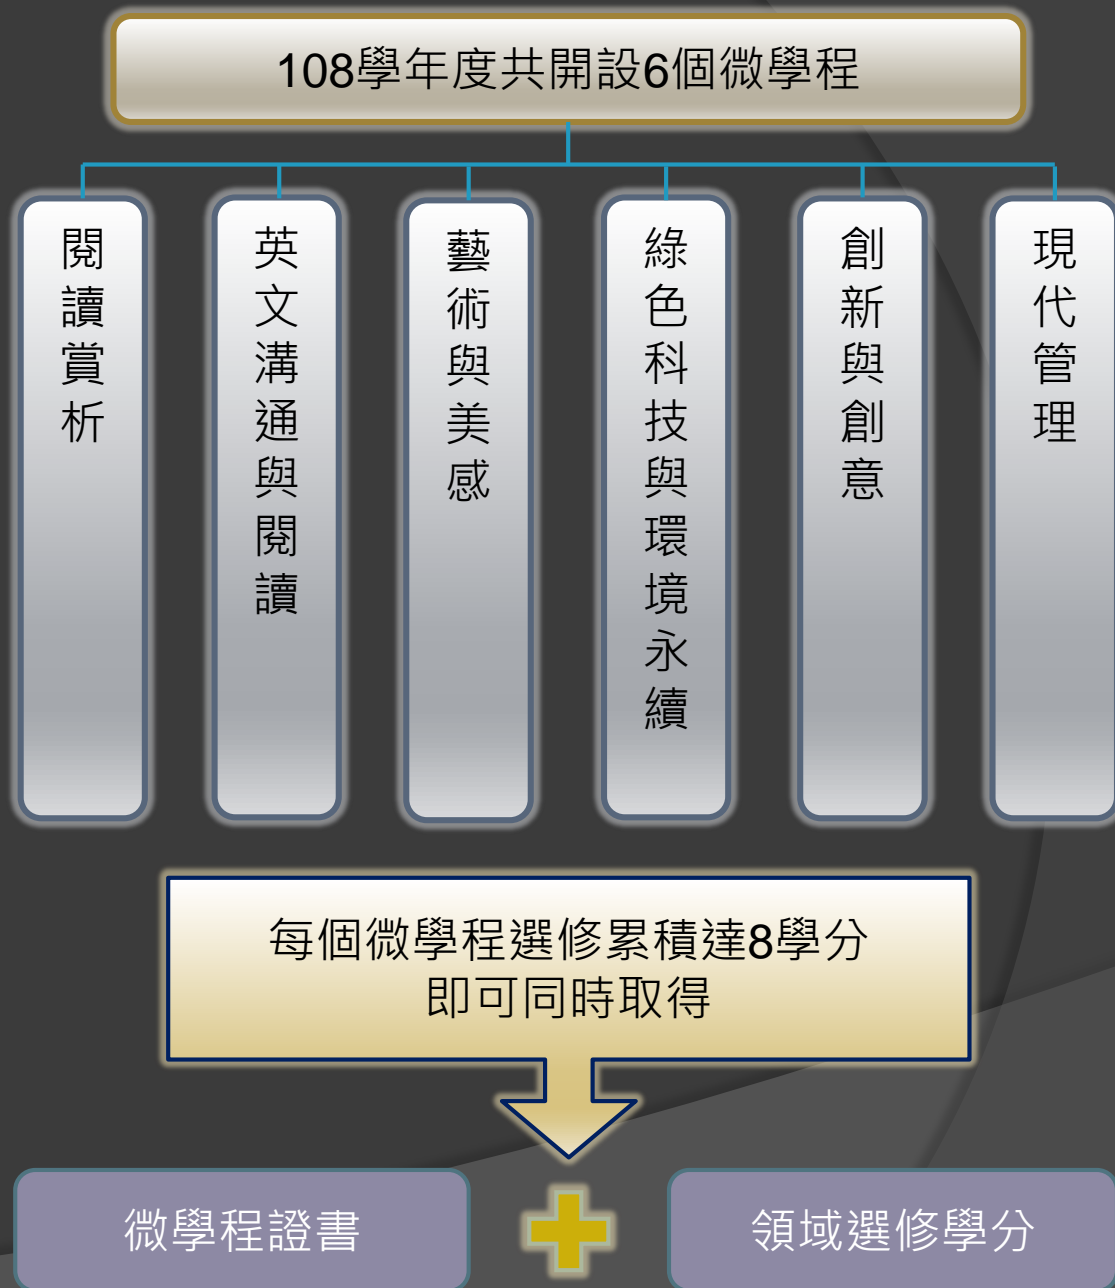 108學年度共開設6個微學程
閱讀賞析
英文溝通與閱讀
藝術與美感
綠色科技與環境永續
創新與創意
現代管理
每個微學程選修累積達8學分
即可同時取得
微學程證書
領域選修學分